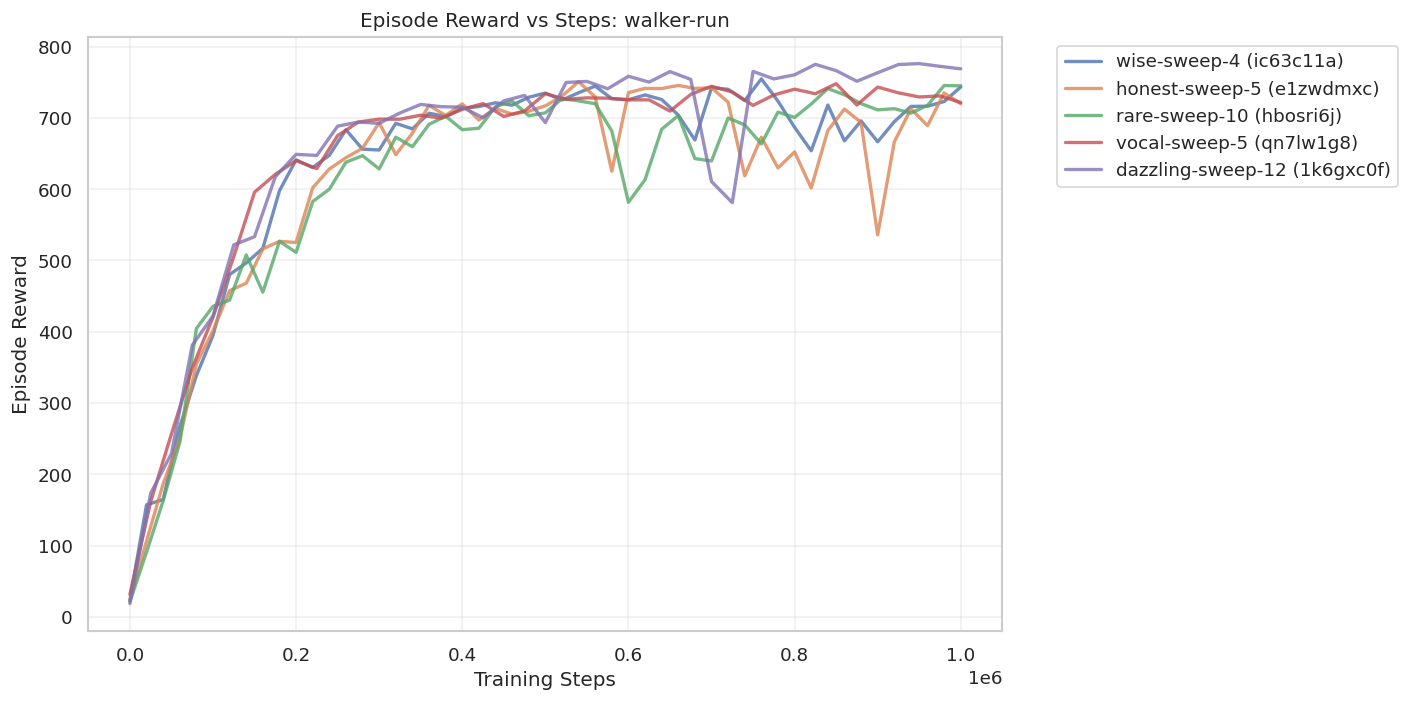 Episode Reward vs Steps: walker-run
Episode Reward
800
700
600
500
400
300
200
100
0
0.0
0.2
0.4
0.6
0.8
1.0
1e6
Training Steps
wise-sweep-4 (ic63c11a)
honest-sweep-5 (e1zwdmxc)
rare-sweep-10 (hbosri6j)
vocal-sweep-5 (qn7lw1g8)
dazzling-sweep-12 (1k6gxc0f)